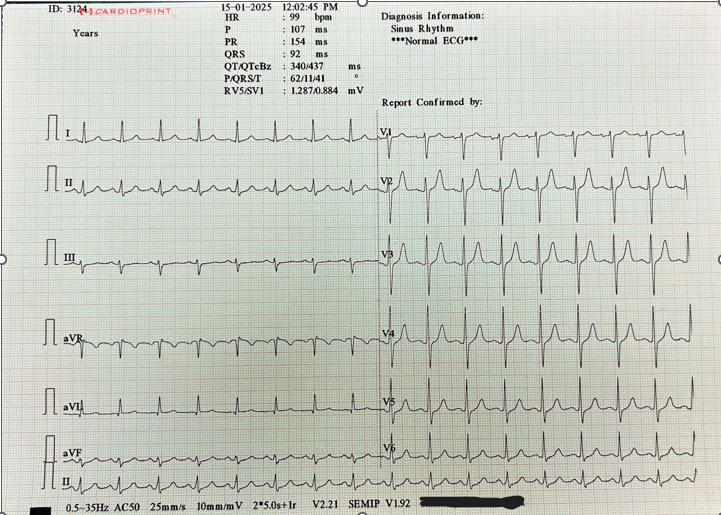 ID: 3124
CARDIOPRINT
15-01-2025 12:02:45 PM
Years
HR : 99 bpm
P : 107 ms
PR : 154 ms
QRS : 92 ms
QT/QTcBz : 340/437 ms
P/QRS/T : 62/11/41 °
RV5/SV1 : 1.287/0.884 mV
Diagnosis Information:
Sinus Rhythm
***Normal ECG***
Report Confirmed by:
I
V1
II
V2
III
V3
aVR
V4
aVL
V5
aVF
V6
II
0.5~35Hz AC50 25mm/s 10mm/mV 2*5.0s+1r V2.21 SEMIP V1.92